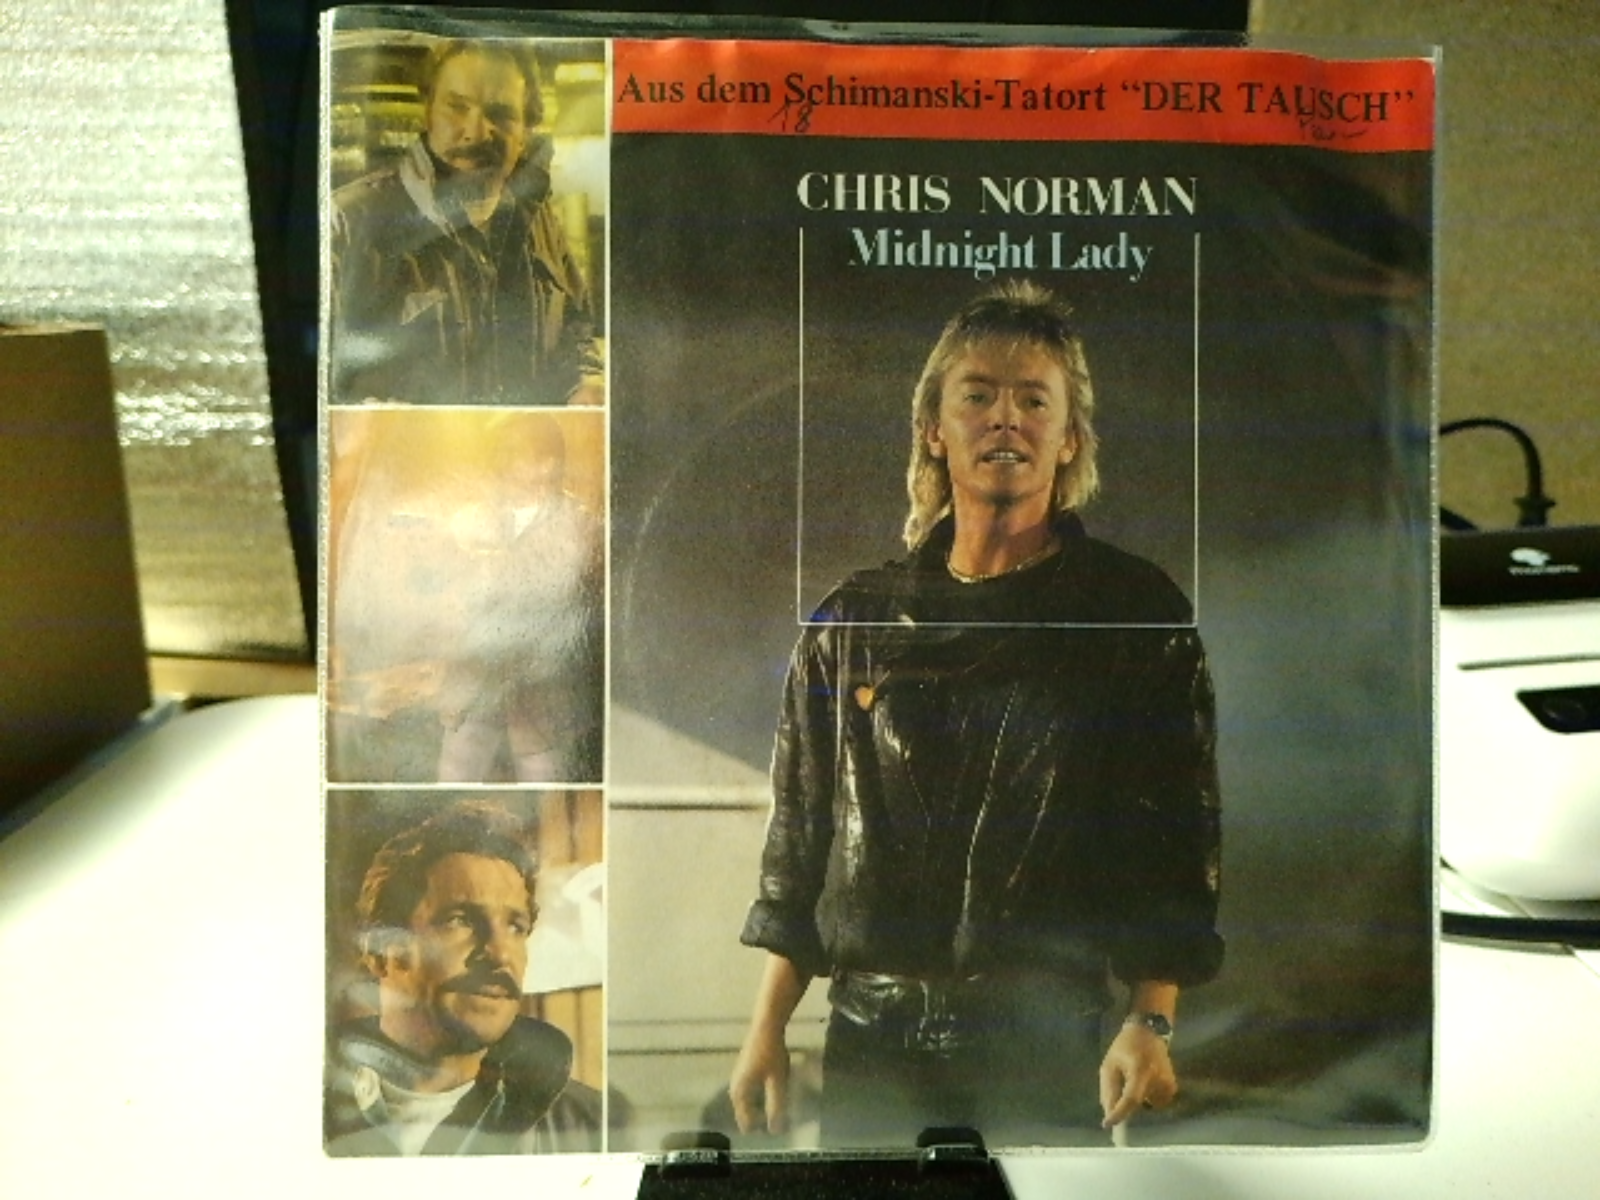 Aus dem Schimanski-Tatort “DER TAUSCH”
18
CHRIS NORMAN
Midnight Lady